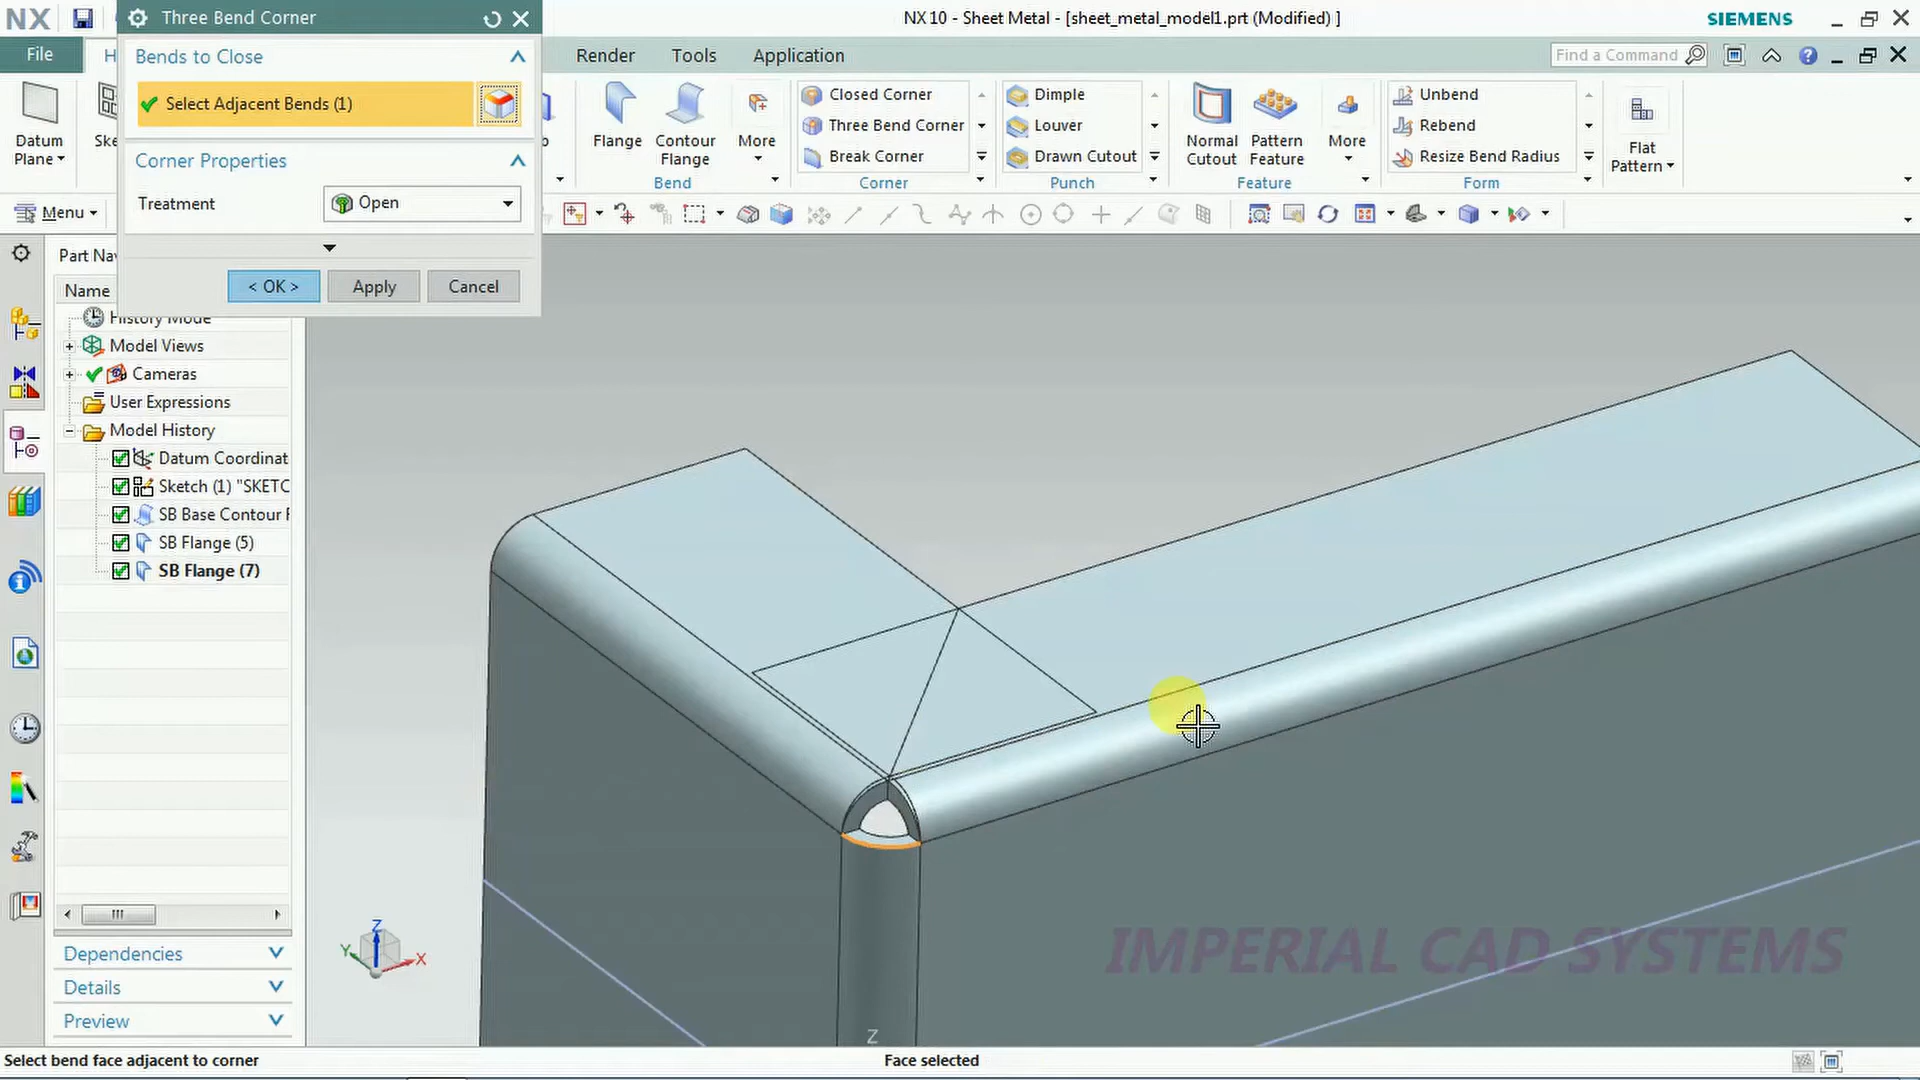 NX
Three Bend Corner
NX 10 - Sheet Metal - [sheet_metal_model1.prt (Modified) ]
SIEMENS
File
H
Render
Tools
Application
Find a Command
Bends to Close
Select Adjacent Bends (1)
Corner Properties
Treatment
Open
< OK >
Apply
Cancel
Datum
Plane
Ske
Flange
Contour
Flange
More
Bend
Closed Corner
Three Bend Corner
Break Corner
Corner
Dimple
Louver
Drawn Cutout
Punch
Normal
Cutout
Pattern
Feature
More
Feature
Unbend
Rebend
Resize Bend Radius
Form
Flat
Pattern
Menu
Part Nav
Name
History Mode
Model Views
Cameras
User Expressions
Model History
Datum Coordinat
Sketch (1) "SKETC
SB Base Contour F
SB Flange (5)
SB Flange (7)
Dependencies
Details
Preview
Z
Y
X
Z
IMPERIAL CAD SYSTEMS
Select bend face adjacent to corner
Face selected